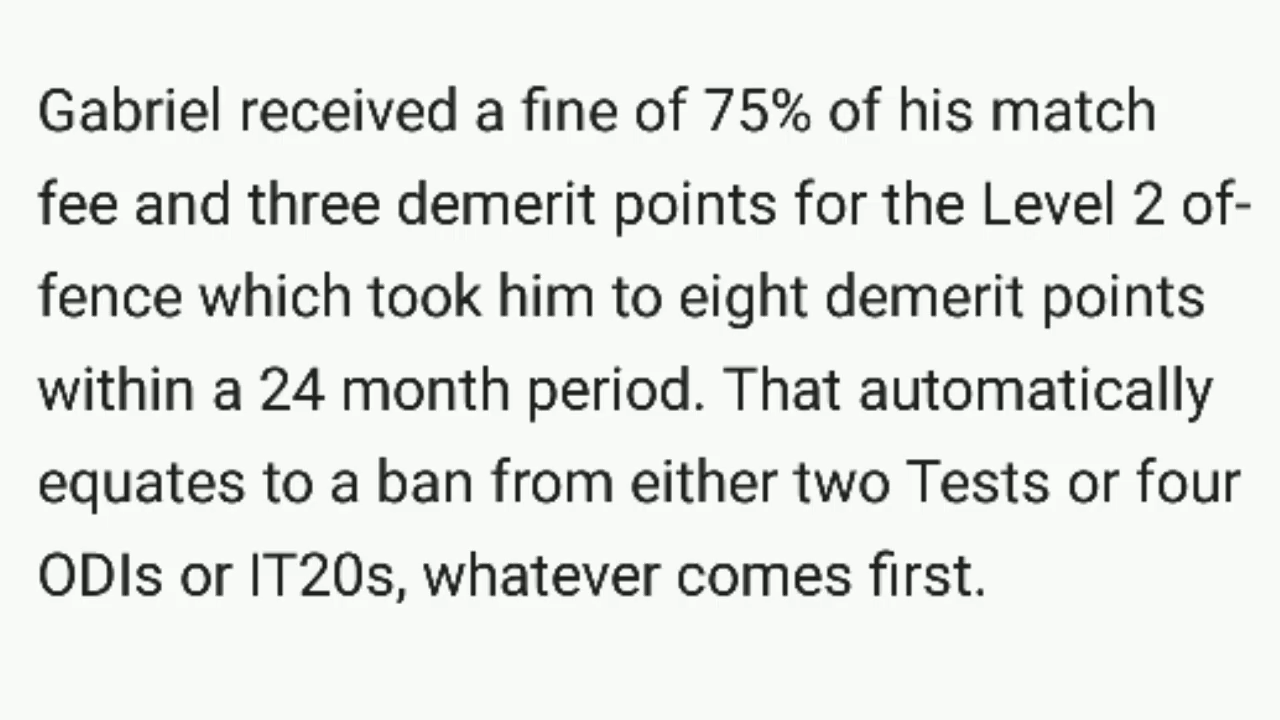 Gabriel received a fine of 75% of his match
fee and three demerit points for the Level 2 of-
fence which took him to eight demerit points
within a 24 month period. That automatically
equates to a ban from either two Tests or four
ODIs or IT20s, whatever comes first.